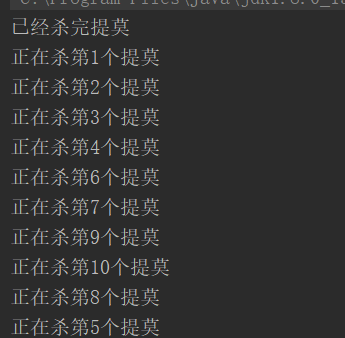 C:\Program Files\java\jdk1.8.0_1
已经杀完提莫
正在杀第1个提莫
正在杀第2个提莫
正在杀第3个提莫
正在杀第4个提莫
正在杀第6个提莫
正在杀第7个提莫
正在杀第9个提莫
正在杀第10个提莫
正在杀第8个提莫
正在杀第5个提莫